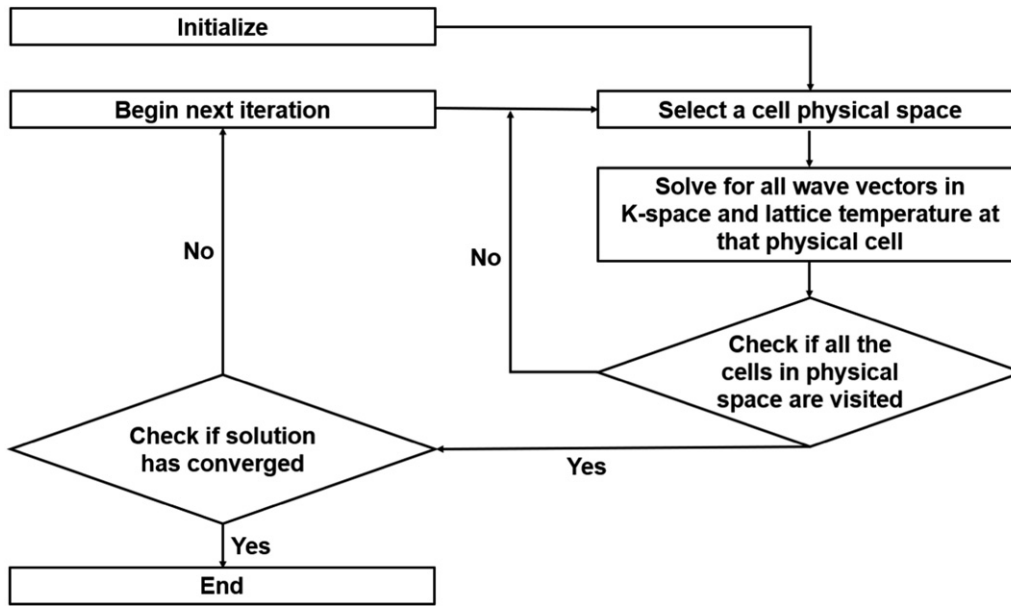 Initialize
Begin next iteration
Select a cell physical space
Solve for all wave vectors in
K-space and lattice temperature at
that physical cell
No
No
Check if all the
cells in physical
space are visited
Check if solution
has converged
Yes
Yes
End